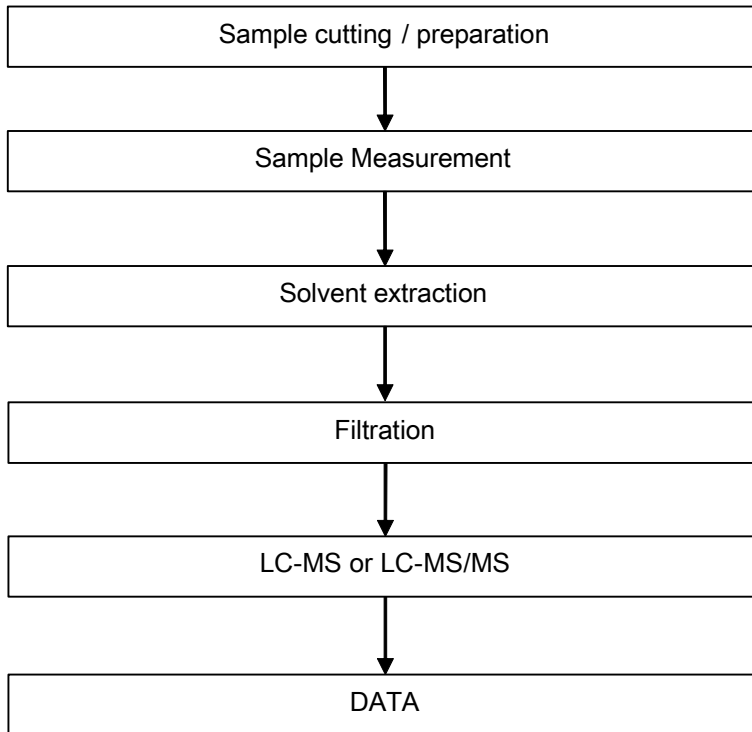 Sample cutting / preparation
Sample Measurement
Solvent extraction
Filtration
LC-MS or LC-MS/MS
DATA